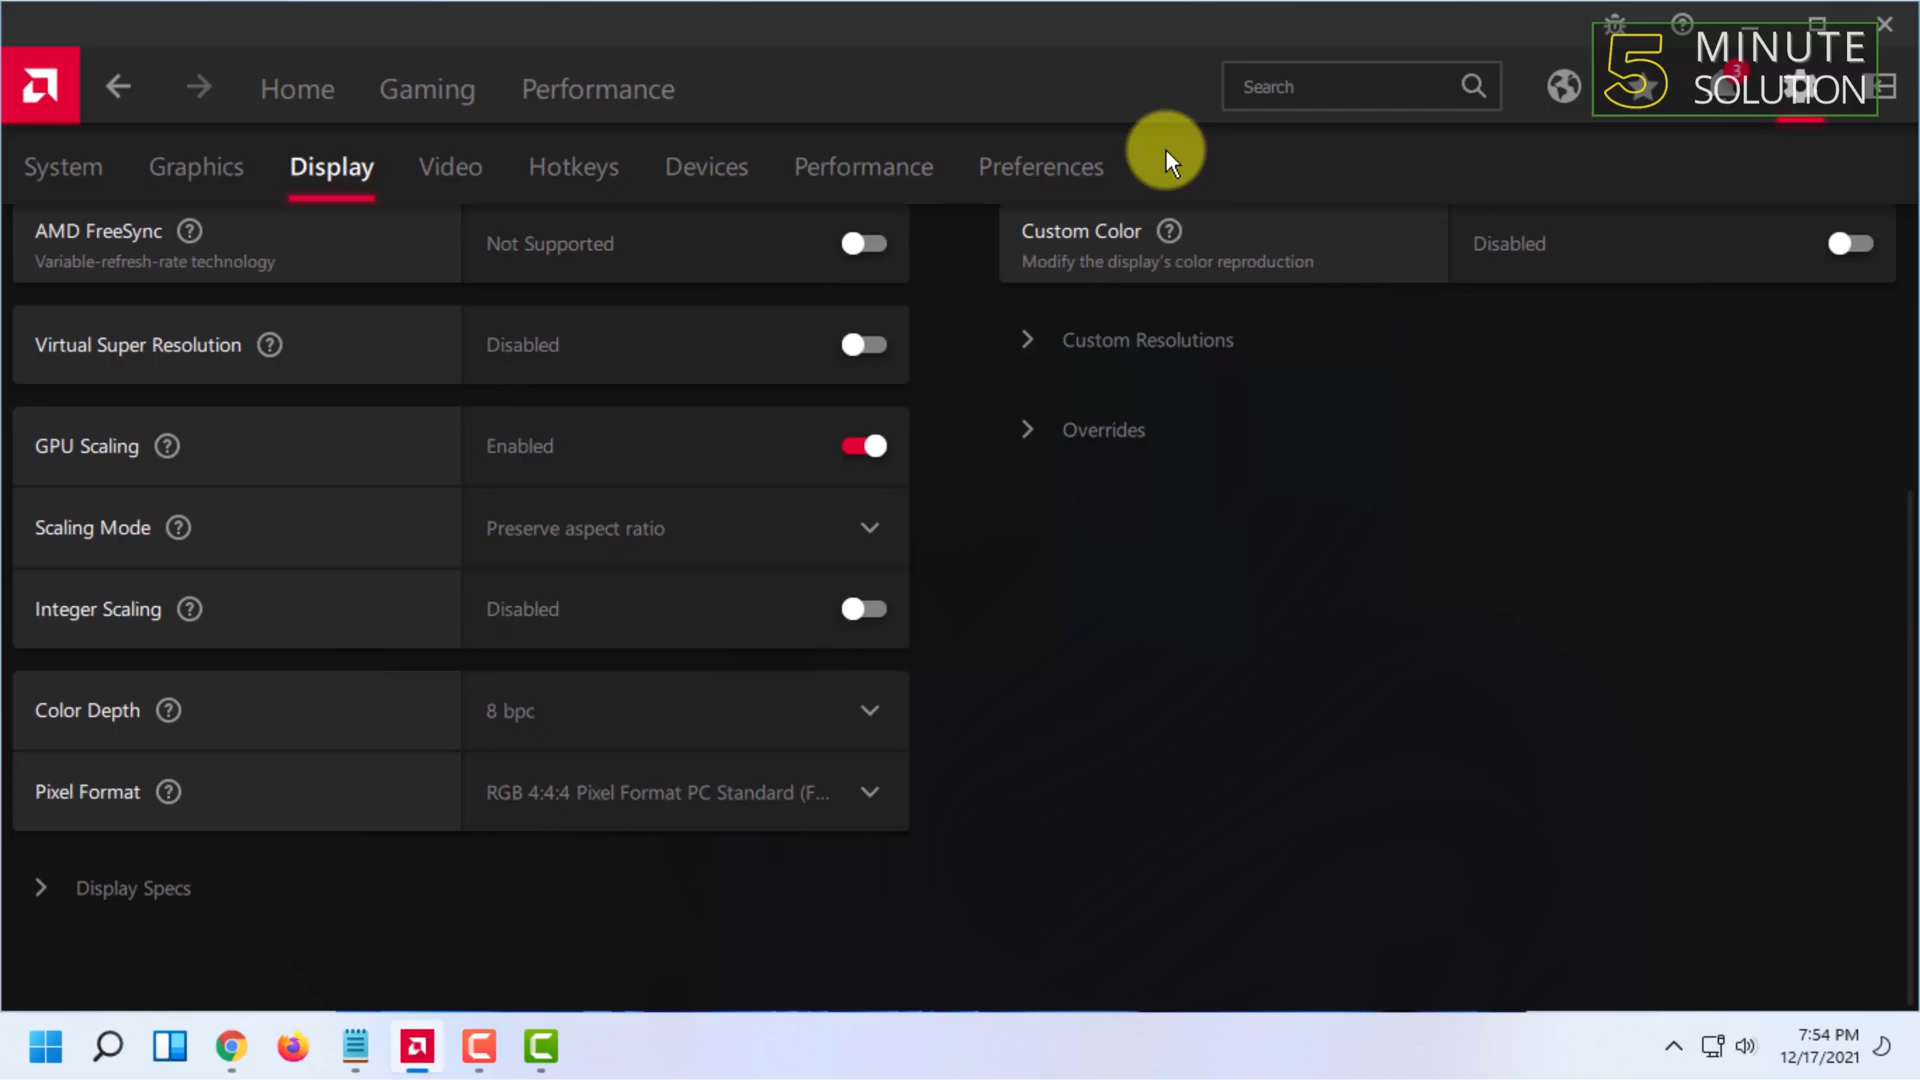 5 MINUTE
SOLUTION
Home Gaming Performance Search 3
System Graphics Display Video Hotkeys Devices Performance Preferences
AMD FreeSync ?
Variable-refresh-rate technology
Not Supported
Virtual Super Resolution ?
Disabled
GPU Scaling ?
Enabled
Scaling Mode ?
Preserve aspect ratio
Integer Scaling ?
Disabled
Color Depth ?
8 bpc
Pixel Format ?
RGB 4:4:4 Pixel Format PC Standard (F...
Display Specs
Custom Color ?
Modify the display's color reproduction
Disabled
Custom Resolutions
Overrides
7:54 PM
12/17/2021